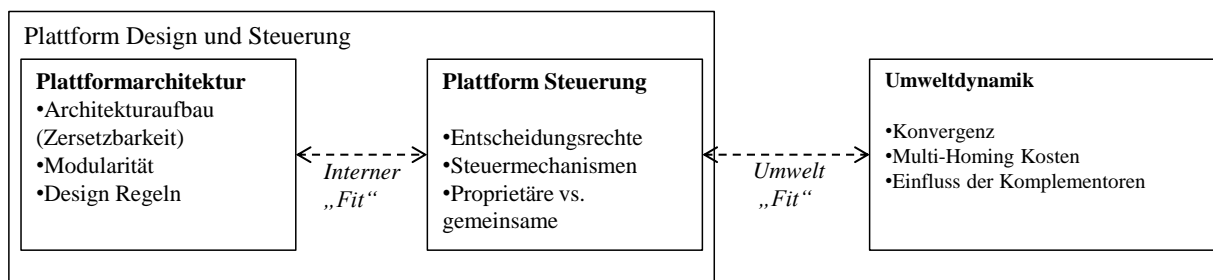 Plattform Design und Steuerung
Plattformarchitektur
•Architekturaufbau
(Zersetzbarkeit)
•Modularität
•Design Regeln
Interner
„Fit“
Plattform Steuerung
•Entscheidungsrechte
•Steuermechanismen
•Proprietäre vs.
gemeinsame
Umwelt
„Fit“
Umweltdynamik
•Konvergenz
•Multi-Homing Kosten
•Einfluss der Komplementoren